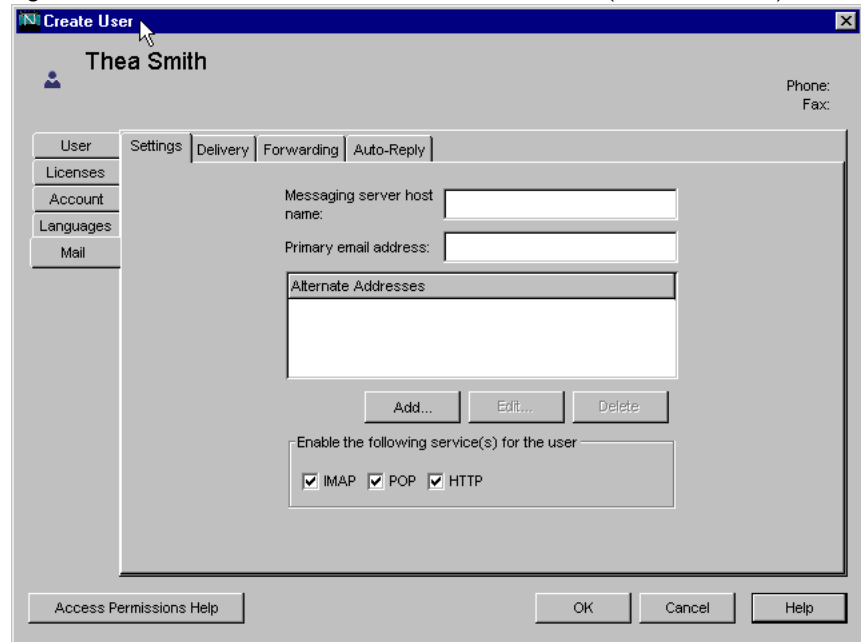 Create User
Thea Smith
Phone:
Fax:
User
Licenses
Account
Languages
Mail
Settings Delivery Forwarding Auto-Reply
Messaging server host
name:
Primary email address:
Alternate Addresses
Add... Edit... Delete
Enable the following service(s) for the user
IMAP POP HTTP
Access Permissions Help OK Cancel Help